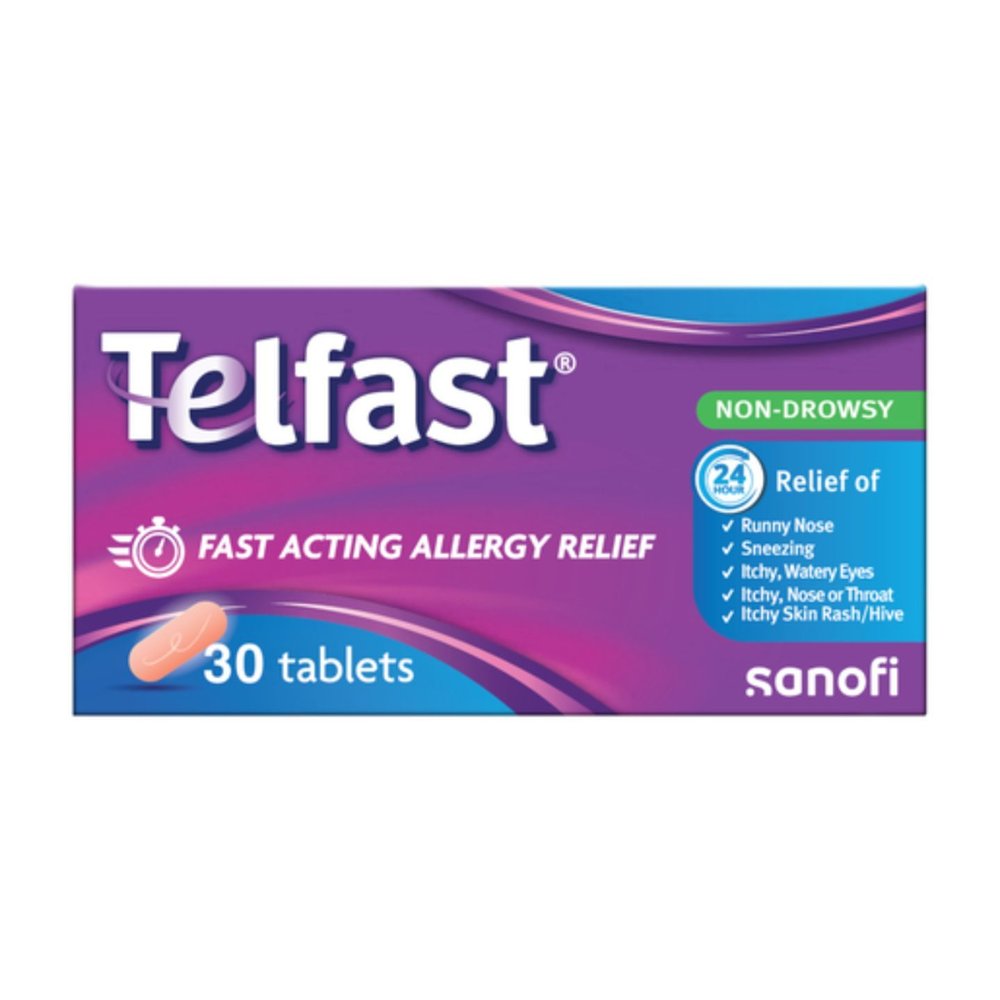 Telfast®
NON-DROWSY
24
HOUR
Relief of
✓ Runny Nose
✓ Sneezing
✓ Itchy, Watery Eyes
✓ Itchy, Nose or Throat
✓ Itchy Skin Rash/Hive
FAST ACTING ALLERGY RELIEF
30 tablets
sanofi